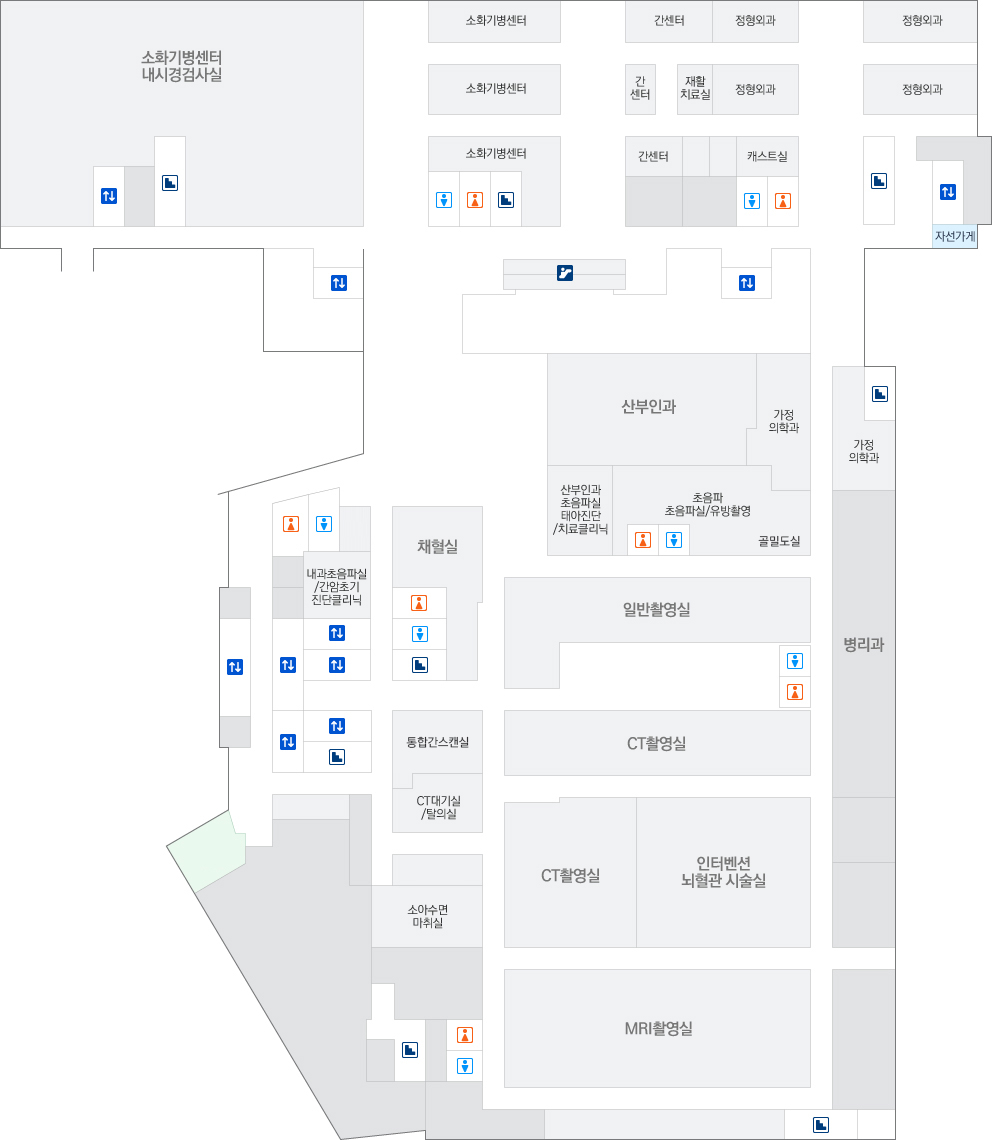 소화기병센터
간센터
정형외과
정형외과
소화기병센터
내시경검사실
소화기병센터
간
센터
재활
치료실
정형외과
정형외과
소화기병센터
간센터
캐스트실
자선가게
산부인과
가정
의학과
가정
의학과
산부인과
초음파실
태아진단
/치료클리닉
초음파
초음파실/유방촬영
골밀도실
채혈실
내과초음파실
/간암초기
진단클리닉
일반촬영실
병리과
통합간스캔실
CT촬영실
CT대기실
/탈의실
CT촬영실
인터벤션
뇌혈관 시술실
소아수면
마취실
MRI촬영실